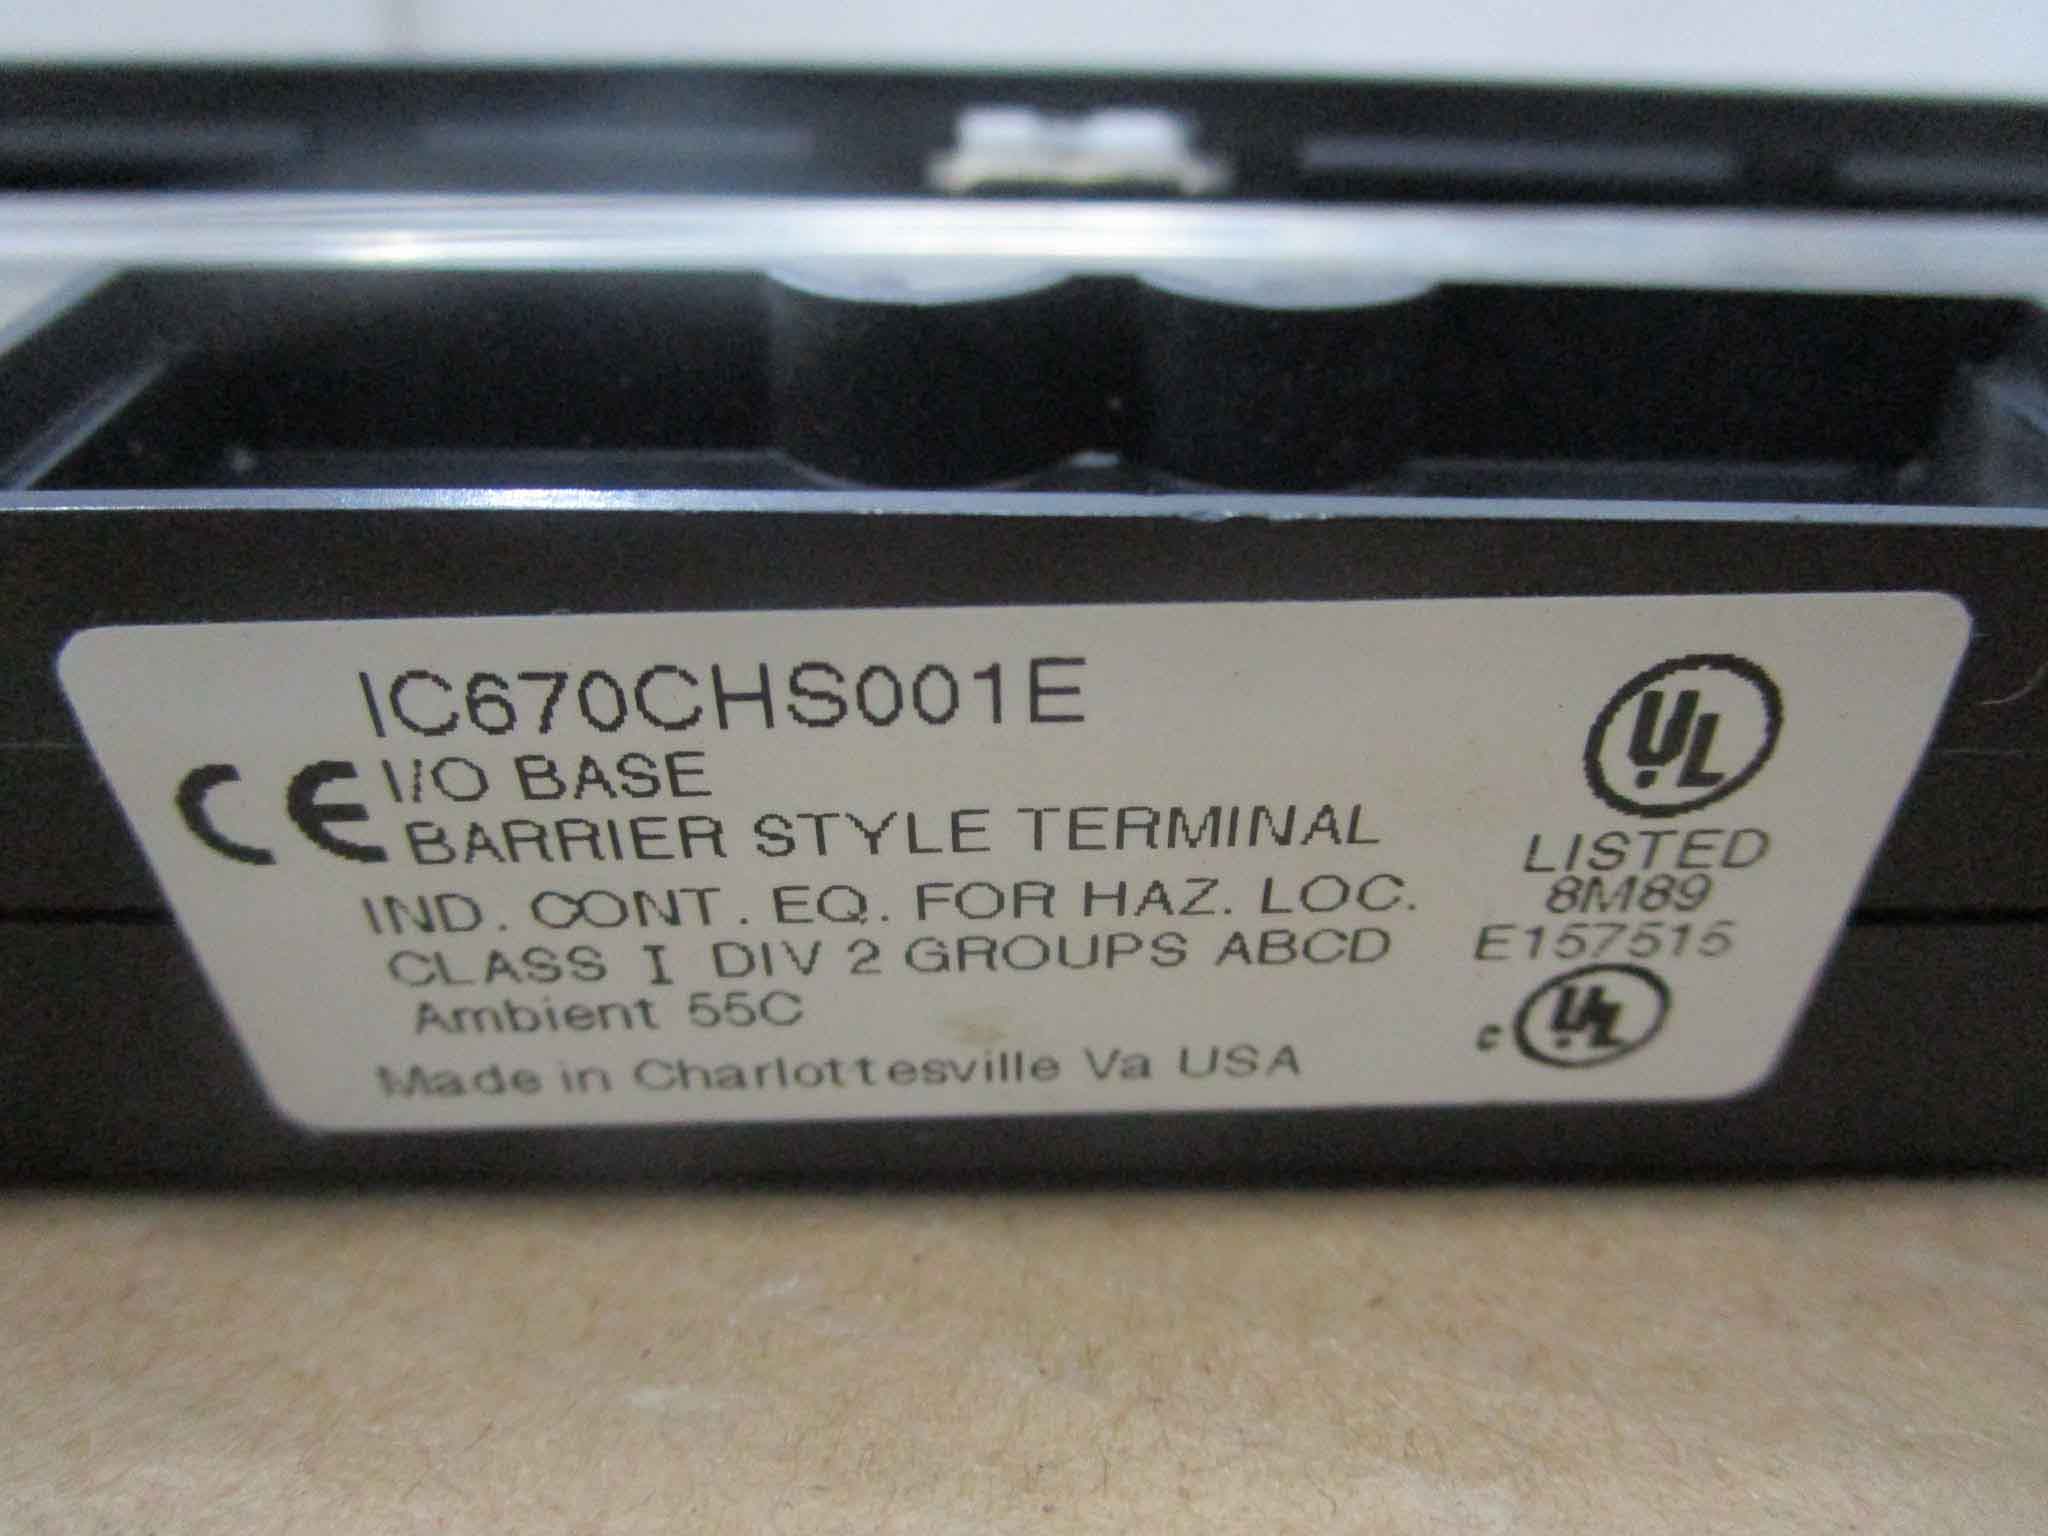 IC670CHS001E
CE I/O BASE
BARRIER STYLE TERMINAL
IND. CONT. EQ. FOR HAZ. LOC.
CLASS I DIV 2 GROUPS ABCD
Ambient 55C
Made in Charlottesville Va USA
UL
LISTED
8M89
E157515
c UL